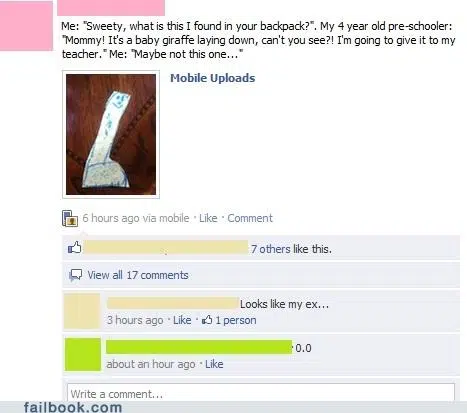 Me: "Sweety, what is this I found in your backpack?". My 4 year old pre-schooler:
"Mommy! It's a baby giraffe laying down, can't you see?! I'm going to give it to my
teacher." Me: "Maybe not this one..."
Mobile Uploads
6 hours ago via mobile · Like · Comment
7 others like this.
View all 17 comments
Looks like my ex...
3 hours ago · Like · 1 person
0.0
about an hour ago · Like
Write a comment...
failbook.com